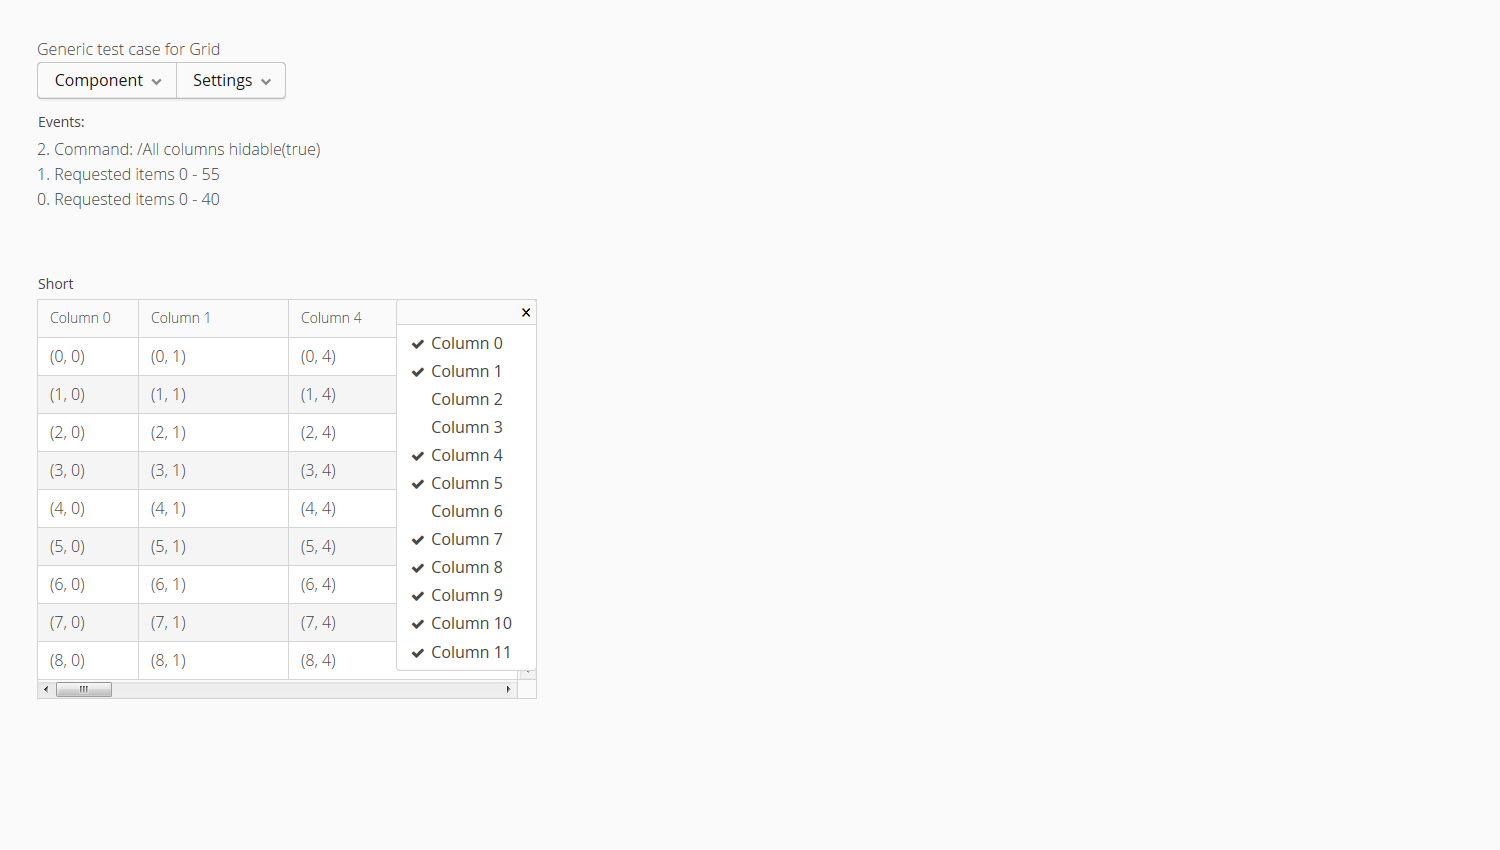 Generic test case for Grid
Component Settings
Events:
2. Command: /All columns hidable(true)
1. Requested items 0 - 55
0. Requested items 0 - 40
Short
Column 0 Column 1 Column 4
(0, 0) (0, 1) (0, 4)
(1, 0) (1, 1) (1, 4)
(2, 0) (2, 1) (2, 4)
(3, 0) (3, 1) (3, 4)
(4, 0) (4, 1) (4, 4)
(5, 0) (5, 1) (5, 4)
(6, 0) (6, 1) (6, 4)
(7, 0) (7, 1) (7, 4)
(8, 0) (8, 1) (8, 4)
Column 0
Column 1
Column 2
Column 3
Column 4
Column 5
Column 6
Column 7
Column 8
Column 9
Column 10
Column 11